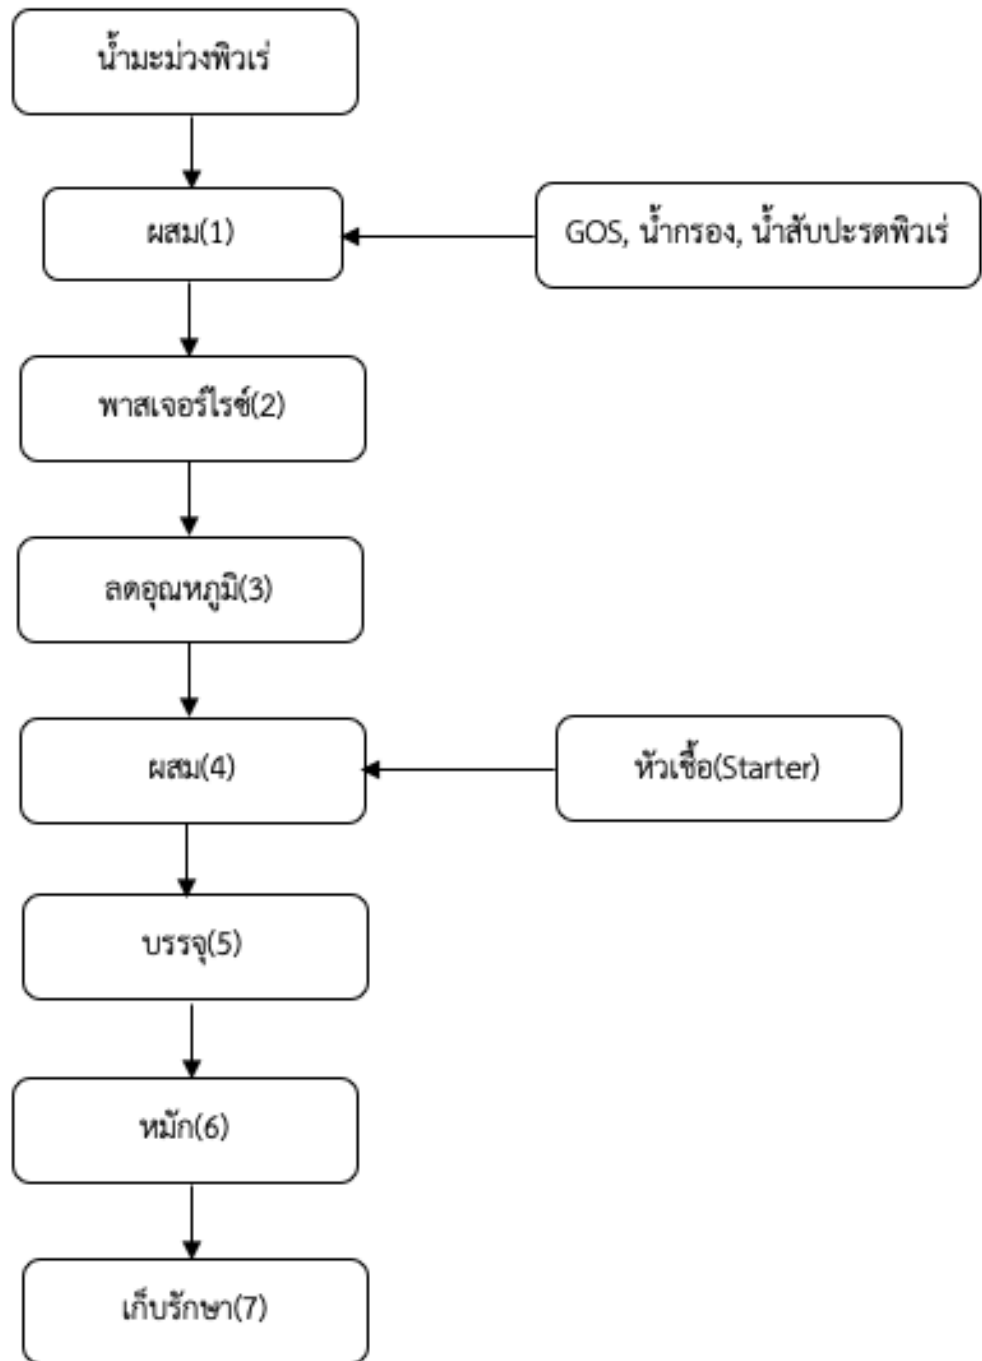 น้ำมะม่วงพิวเร่
ผสม(1)
GOS, น้ำกรอง, น้ำสับปะรดพิวเร่
พาสเจอร์ไรซ์(2)
ลดอุณหภูมิ(3)
ผสม(4)
หัวเชื้อ(Starter)
บรรจุ(5)
หมัก(6)
เก็บรักษา(7)